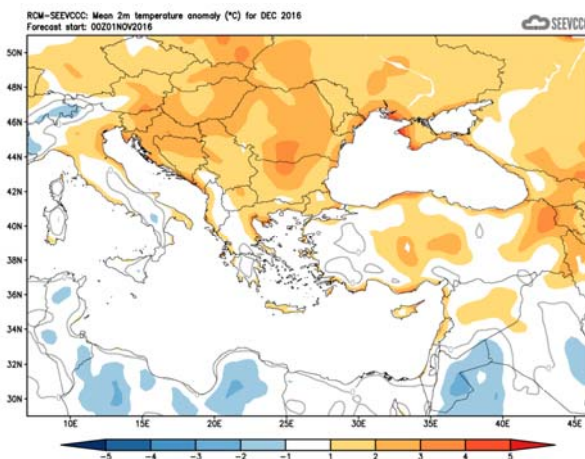 RCM-SEEVCCC: Mean 2m temperature anomaly (°C) for DEC 2016
Forecast start: 00Z01NOV2016
SEEVCCC
50N
48N
46N
44N
42N
40N
38N
36N
34N
32N
30N
10E 15E 20E 25E 30E 35E 40E 45E
-5 -4 -3 -2 -1 1 2 3 4 5